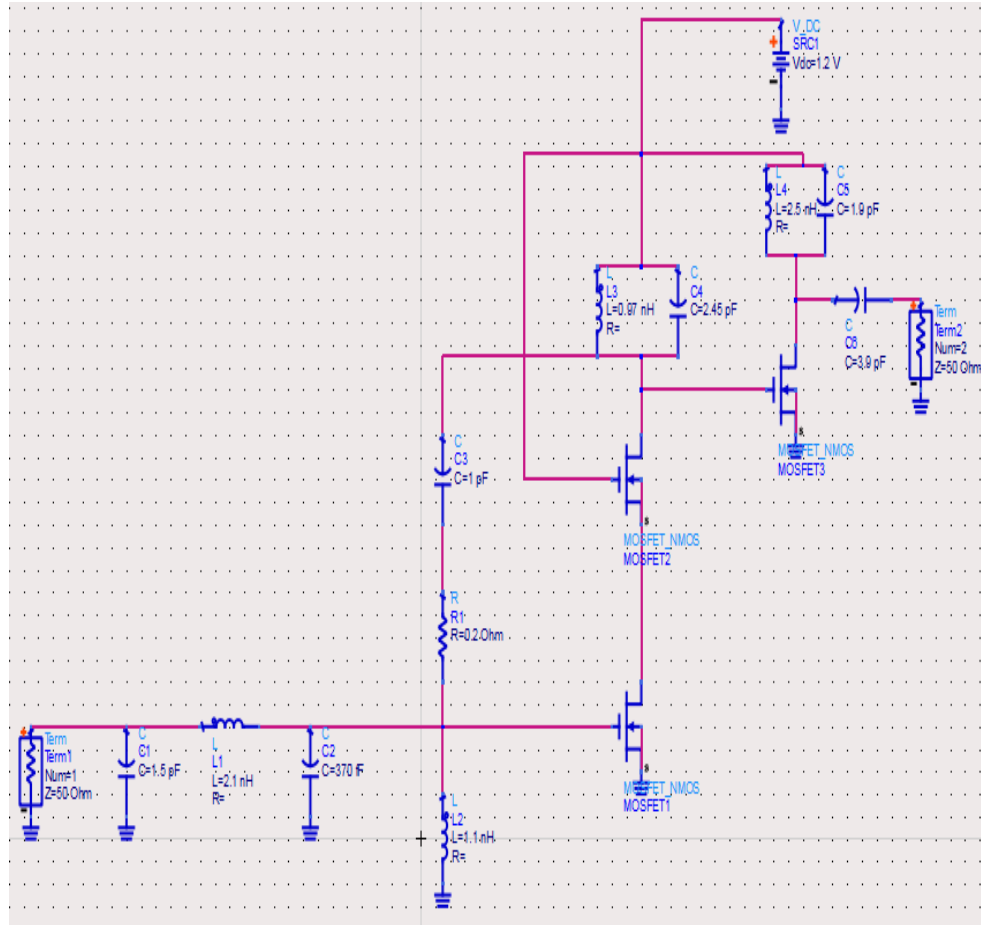 V_DC
SRC1
Vdc=1.2 V
L
L4
L=2.5 nH
R=
C
C5
C=1.9 pF
L
L3
L=0.97 nH
R=
C
C4
C=2.45 pF
C
C6
C=3.9 pF
Term
Term2
Num=2
Z=50 Ohm
S
MOSFET_NMOS
MOSFET3
C
C3
C=1 pF
S
MOSFET_NMOS
MOSFET2
R
R1
R=0.2 Ohm
Term
Term1
Num=1
Z=50 Ohm
C
C1
C=1.5 pF
L
L1
L=2.1 nH
R=
C
C2
C=370 fF
S
MOSFET_NMOS
MOSFET1
L
L2
L=1.1 nH
R=